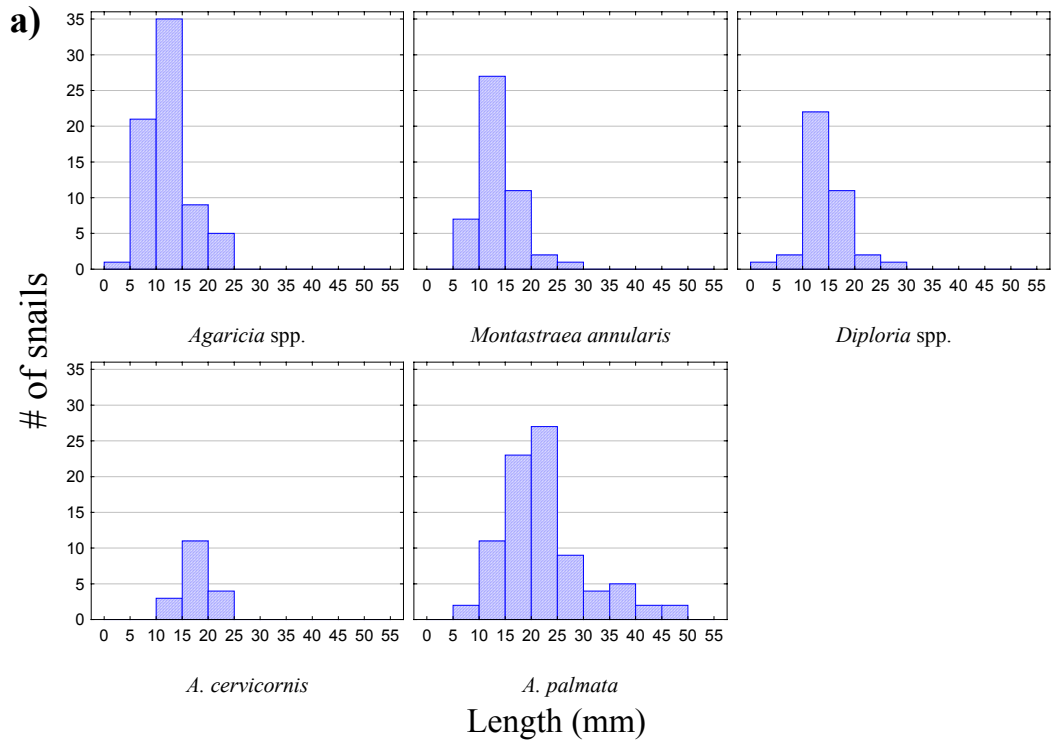 a)
# of snails
35
30
25
20
15
10
5
0
0 5 10 15 20 25 30 35 40 45 50 55
0 5 10 15 20 25 30 35 40 45 50 55
0 5 10 15 20 25 30 35 40 45 50 55
Agaricia spp.
Montastraea annularis
Diploria spp.
35
30
25
20
15
10
5
0
0 5 10 15 20 25 30 35 40 45 50 55
0 5 10 15 20 25 30 35 40 45 50 55
A. cervicornis
A. palmata
Length (mm)